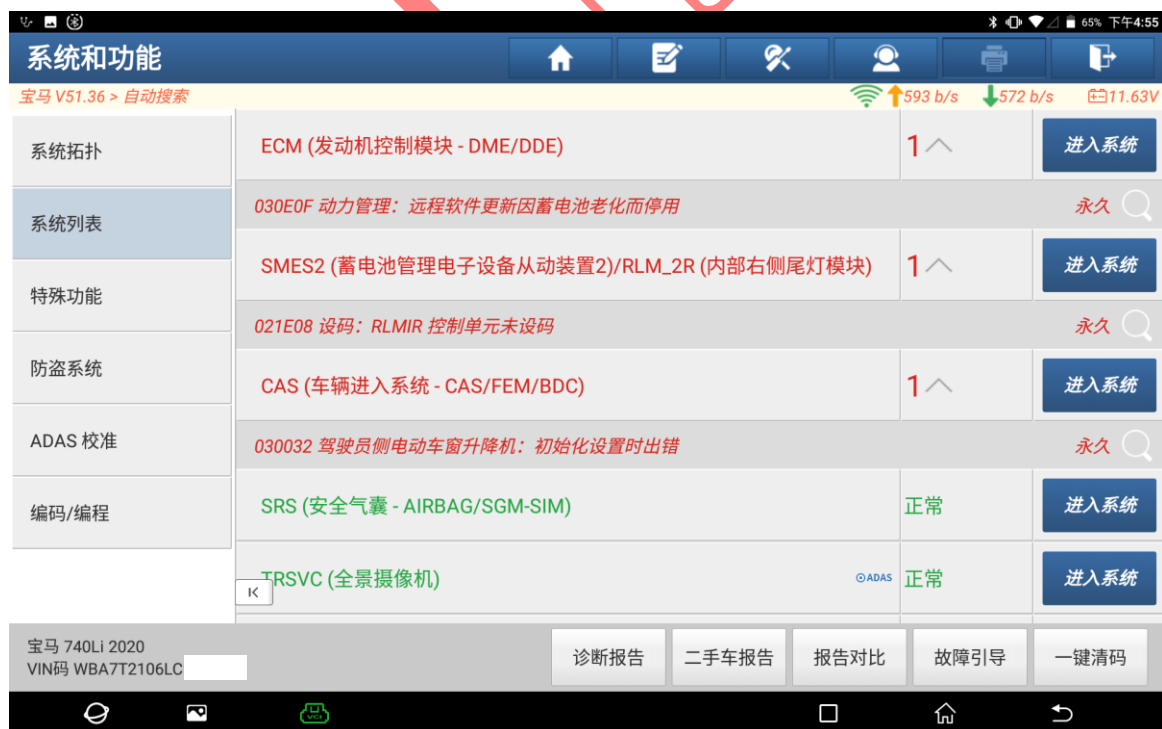 65% 下午4:55
系统和功能
宝马 V51.36 > 自动搜索
593 b/s 572 b/s 11.63V
系统拓扑
系统列表
特殊功能
防盗系统
ADAS 校准
编码/编程
ECM (发动机控制模块 - DME/DDE) 1 进入系统
030E0F 动力管理：远程软件更新因蓄电池老化而停用 永久
SMES2 (蓄电池管理电子设备从动装置2)/RLM_2R (内部右侧尾灯模块) 1 进入系统
021E08 设码：RLMIR 控制单元未设码 永久
CAS (车辆进入系统 - CAS/FEM/BDC) 1 进入系统
030032 驾驶员侧电动车窗升降机：初始化设置时出错 永久
SRS (安全气囊 - AIRBAG/SGM-SIM) 正常 进入系统
TRSVC (全景摄像机) ADAS 正常 进入系统
宝马 740Li 2020
VIN码 WBA7T2106LC
诊断报告 二手车报告 报告对比 故障引导 一键清码
VCI